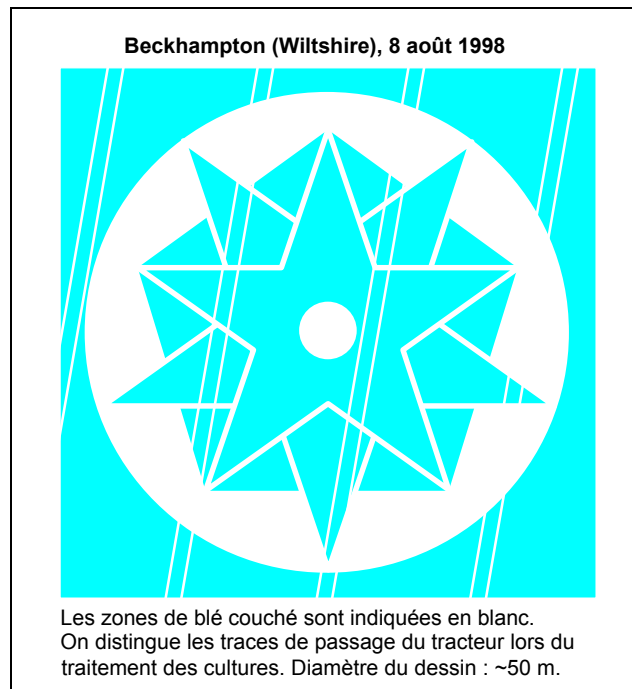 Beckhampton (Wiltshire), 8 août 1998
Les zones de blé couché sont indiquées en blanc.
On distingue les traces de passage du tracteur lors du
traitement des cultures. Diamètre du dessin : ~50 m.